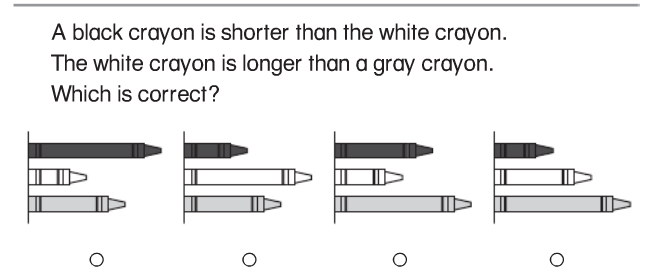 A black crayon is shorter than the white crayon.
The white crayon is longer than a gray crayon.
Which is correct?